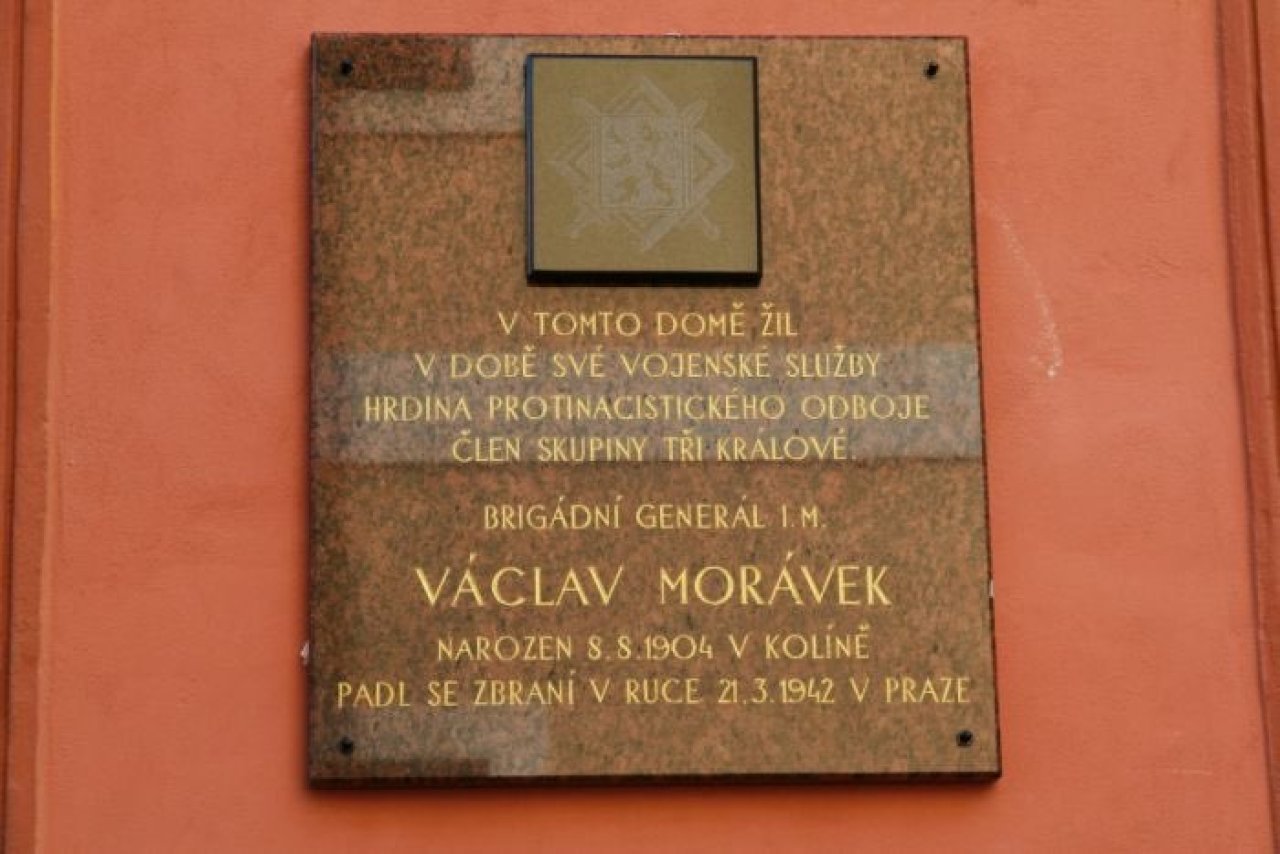 V TOMTO DOMĚ ŽIL
V DOBĚ SVÉ VOJENSKÉ SLUŽBY
HRDINA PROTINACISTICKÉHO ODBOJE
ČLEN SKUPINY TŘI KRÁLOVÉ.
BRIGÁDNÍ GENERÁL I.M.
VÁCLAV MORÁVEK
NAROZEN 8.8.1904 V KOLÍNĚ
PADL SE ZBRANÍ V RUCE 21.3.1942 V PRAZE